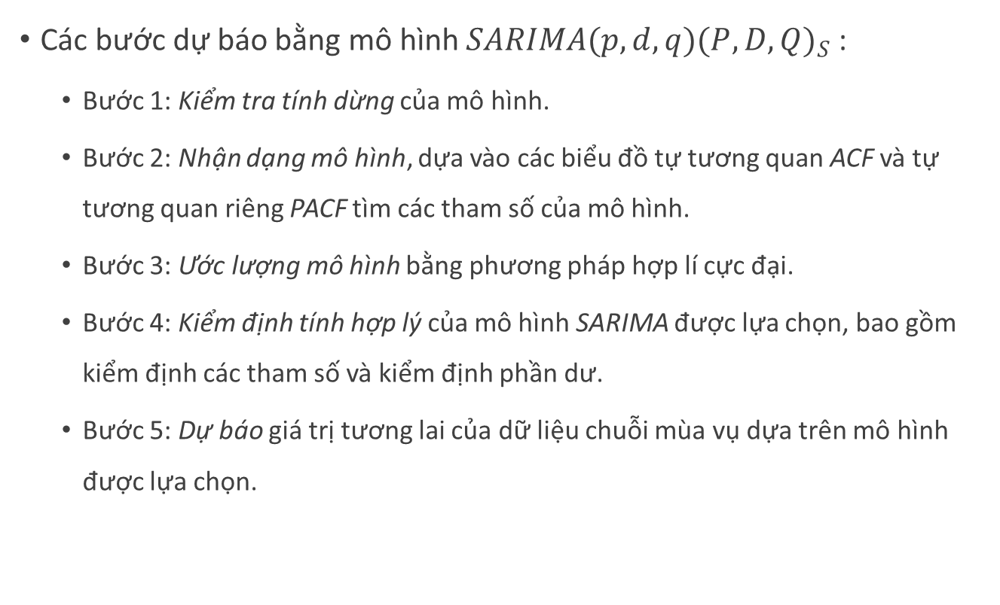 • Các bước dự báo bằng mô hình SARIMA(p, d, q)(P, D, Q)_S :
• Bước 1: Kiểm tra tính dừng của mô hình.
• Bước 2: Nhận dạng mô hình, dựa vào các biểu đồ tự tương quan ACF và tự
tương quan riêng PACF tìm các tham số của mô hình.
• Bước 3: Ước lượng mô hình bằng phương pháp hợp lí cực đại.
• Bước 4: Kiểm định tính hợp lý của mô hình SARIMA được lựa chọn, bao gồm
kiểm định các tham số và kiểm định phần dư.
• Bước 5: Dự báo giá trị tương lai của dữ liệu chuỗi mùa vụ dựa trên mô hình
được lựa chọn.